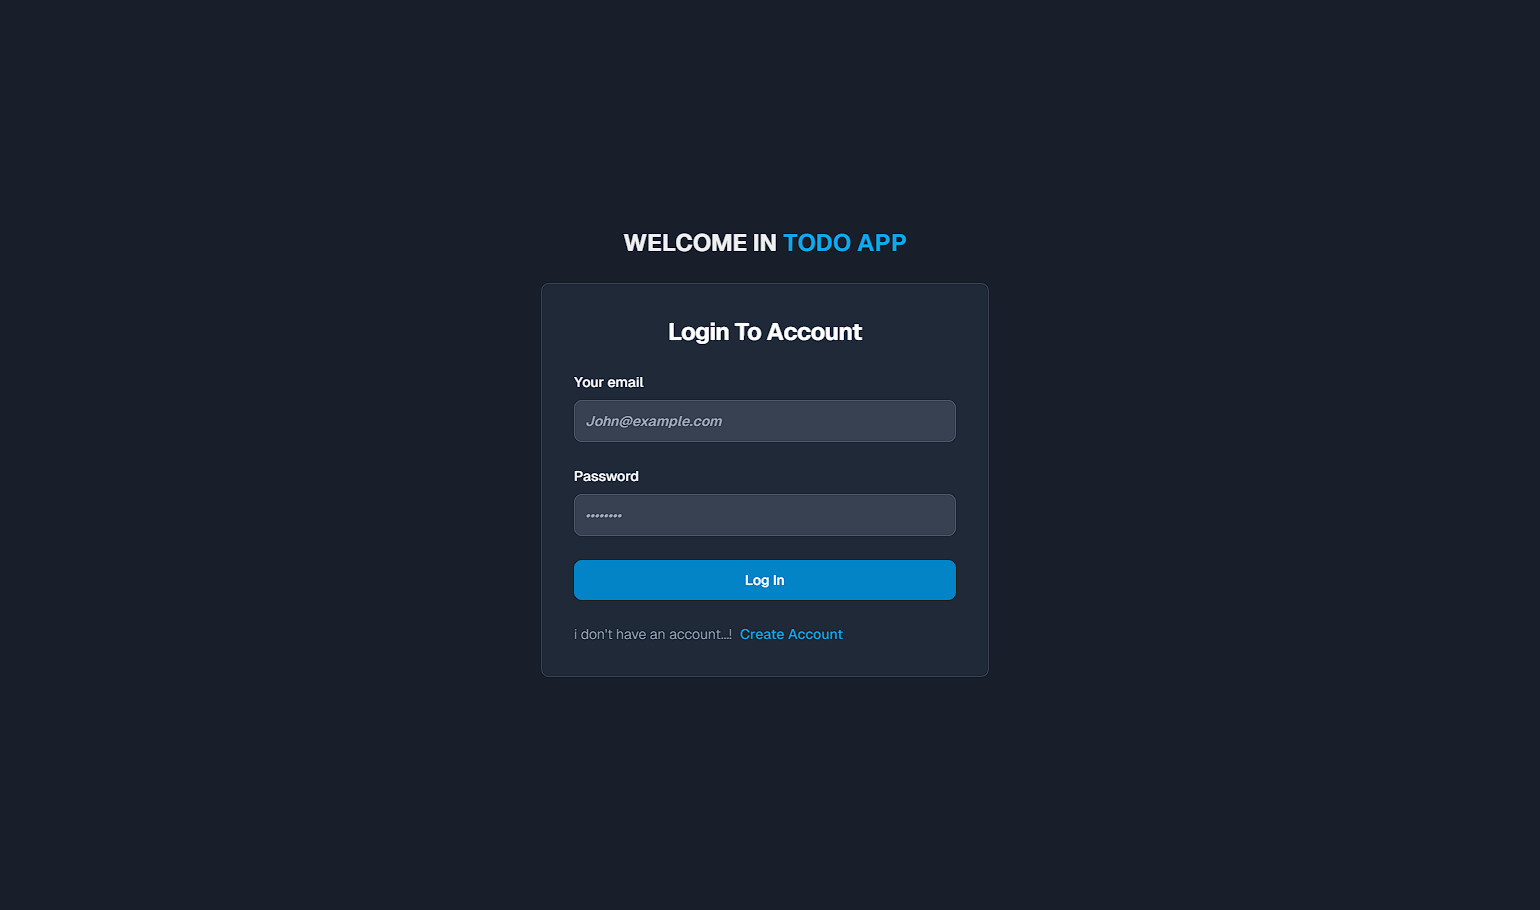 WELCOME IN TODO APP
Login To Account
Your email
John@example.com
Password
••••••••
Log In
i don't have an account...! Create Account